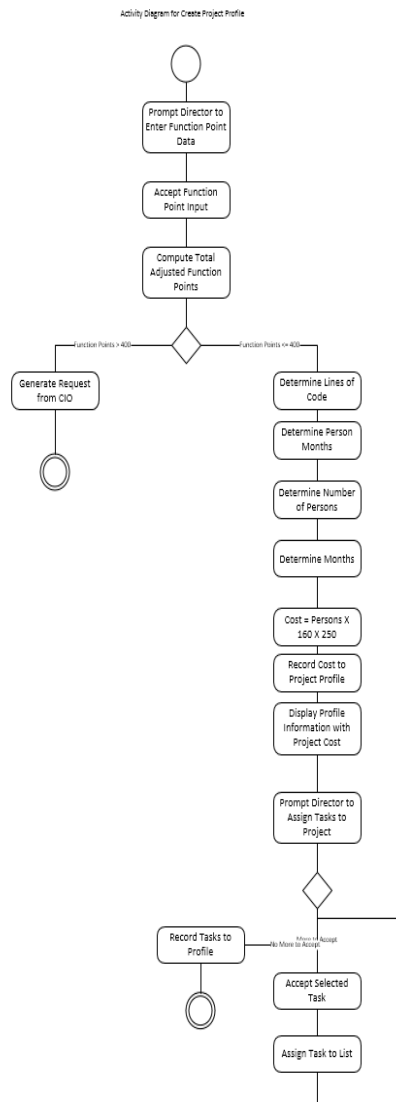 Activity Diagram for Create Project Profile
Prompt Director to
Enter Function Point
Data
Accept Function
Point Input
Compute Total
Adjusted Function
Points
Function Points > 400
Function Points <= 400
Generate Request
from CIO
Determine Lines of
Code
Determine Person
Months
Determine Number
of Persons
Determine Months
Cost = Persons X
160 X 250
Record Cost to
Project Profile
Display Profile
Information with
Project Cost
Prompt Director to
Assign Tasks to
Project
More to Accept
No More to Accept
Record Tasks to
Profile
Accept Selected
Task
Assign Task to List